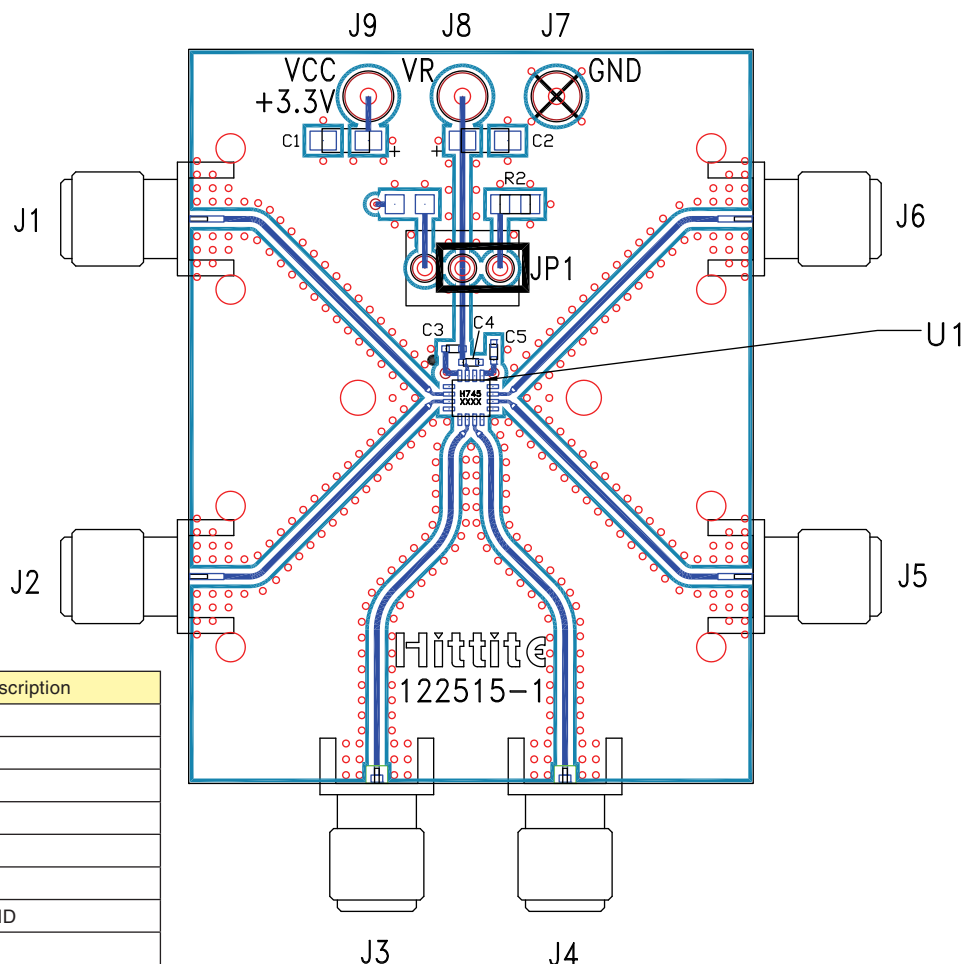 J9 J8 J7
VCC VR GND
+3.3V
C1 + + C2
R2
J1 J6
JP1
C3 C4 C5
U1
H745
XXXX
J2 J5
Hittite
122515-1
scription
ID
J3 J4